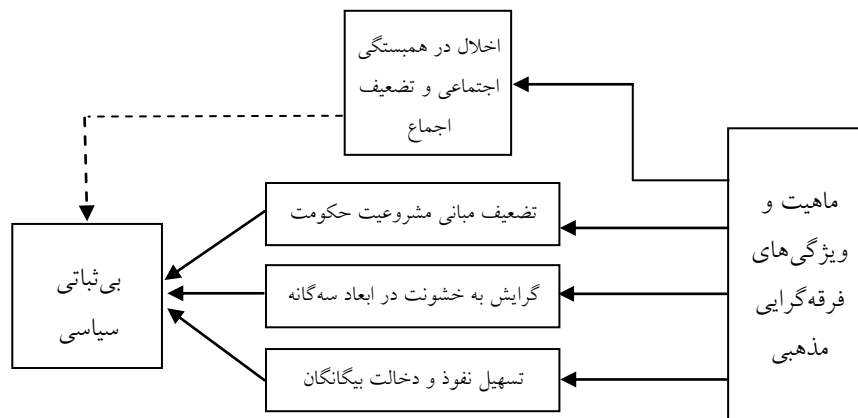 اخلال در همبستگی
اجتماعی و تضعیف
اجماع
ماهیت و
ویژگی‌های
فرقه‌گرایی
مذهبی
تضعیف مبانی مشروعیت حکومت
گرایش به خشونت در ابعاد سه‌گانه
تسهیل نفوذ و دخالت بیگانگان
بی‌ثباتی
سیاسی